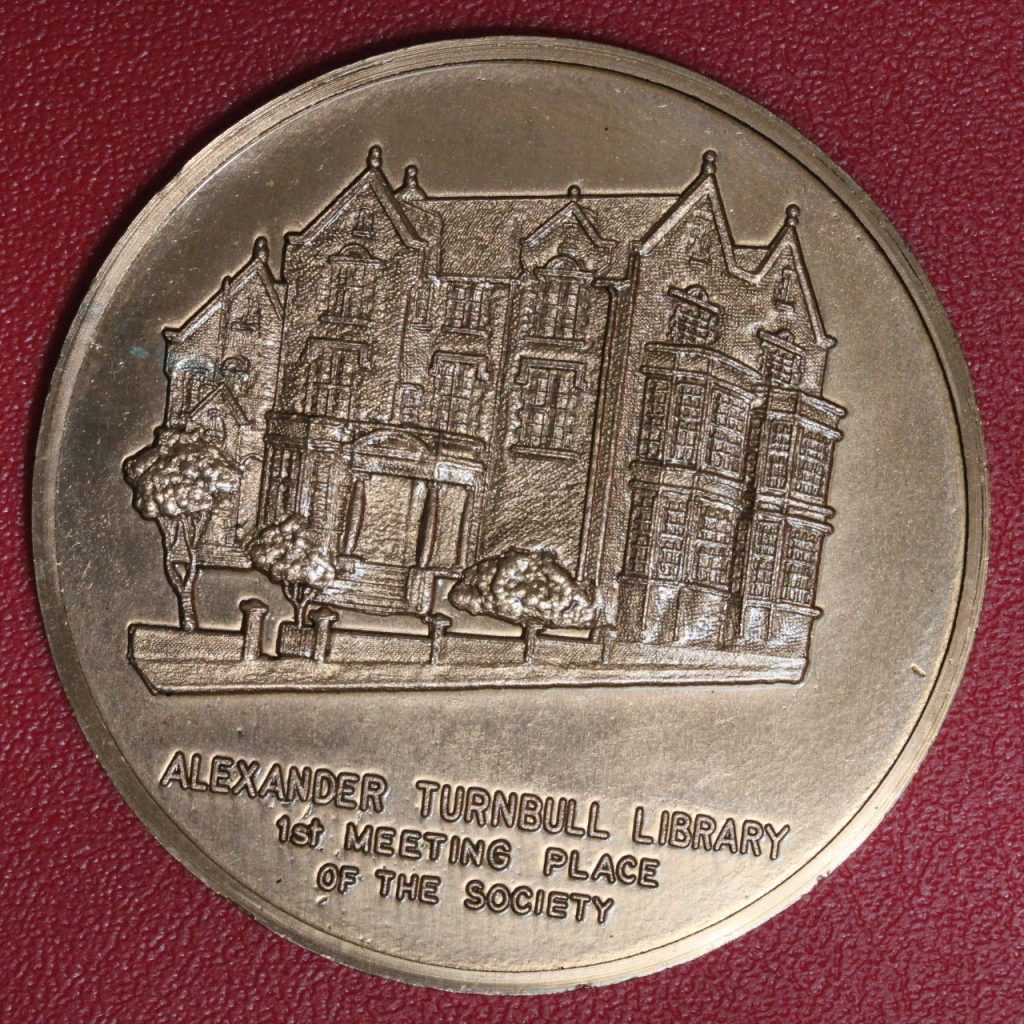 ALEXANDER TURNBULL LIBRARY
1st MEETING PLACE
OF THE SOCIETY